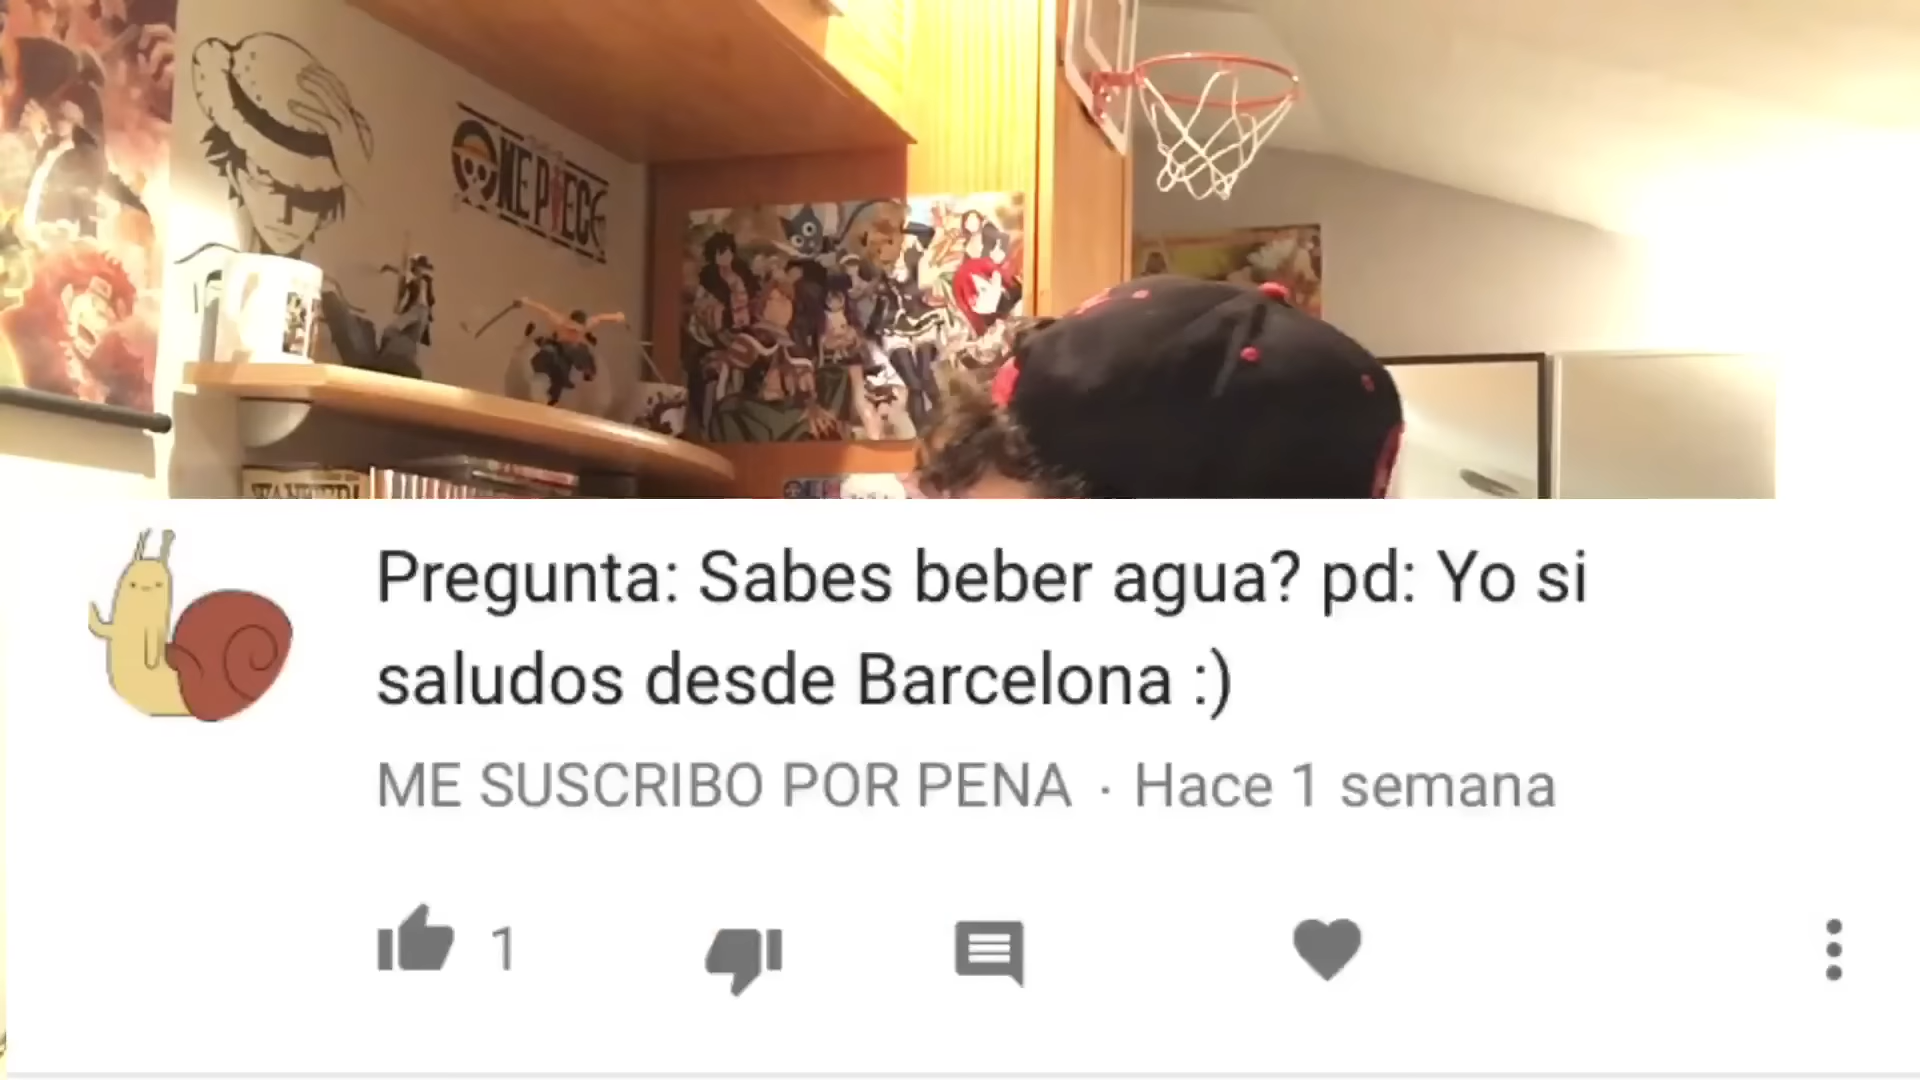 ONE PIECE
WANTED
Pregunta: Sabes beber agua? pd: Yo si
saludos desde Barcelona :)
ME SUSCRIBO POR PENA · Hace 1 semana
1